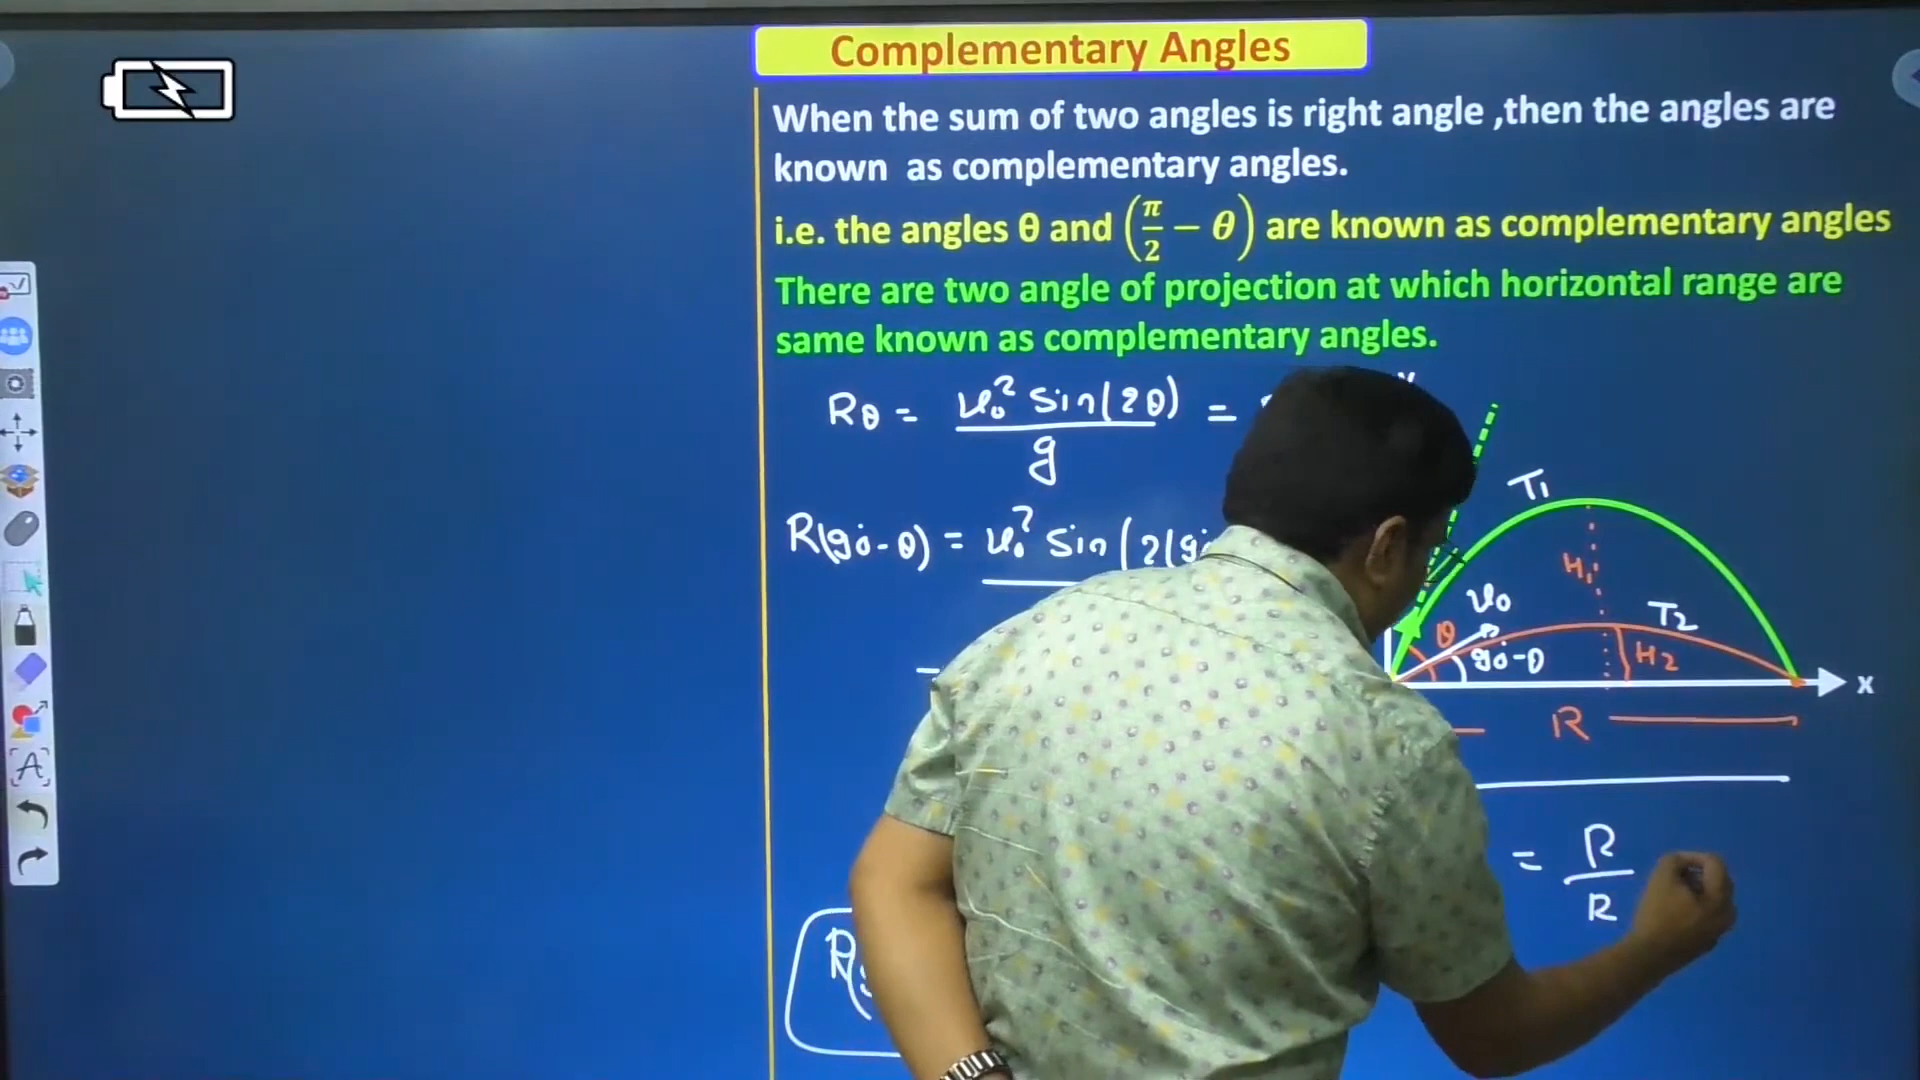 Complementary Angles
When the sum of two angles is right angle ,then the angles are
known as complementary angles.
i.e. the angles θ and (π/2 − θ) are known as complementary angles
There are two angle of projection at which horizontal range are
same known as complementary angles.
Rθ = u₀² sin(2θ) / g =
R(90°-θ) = u₀² sin(2(90°
T₁
H₁
u₀
T₂
θ
90°-θ
H₂
x
R
= R / R
R(
A